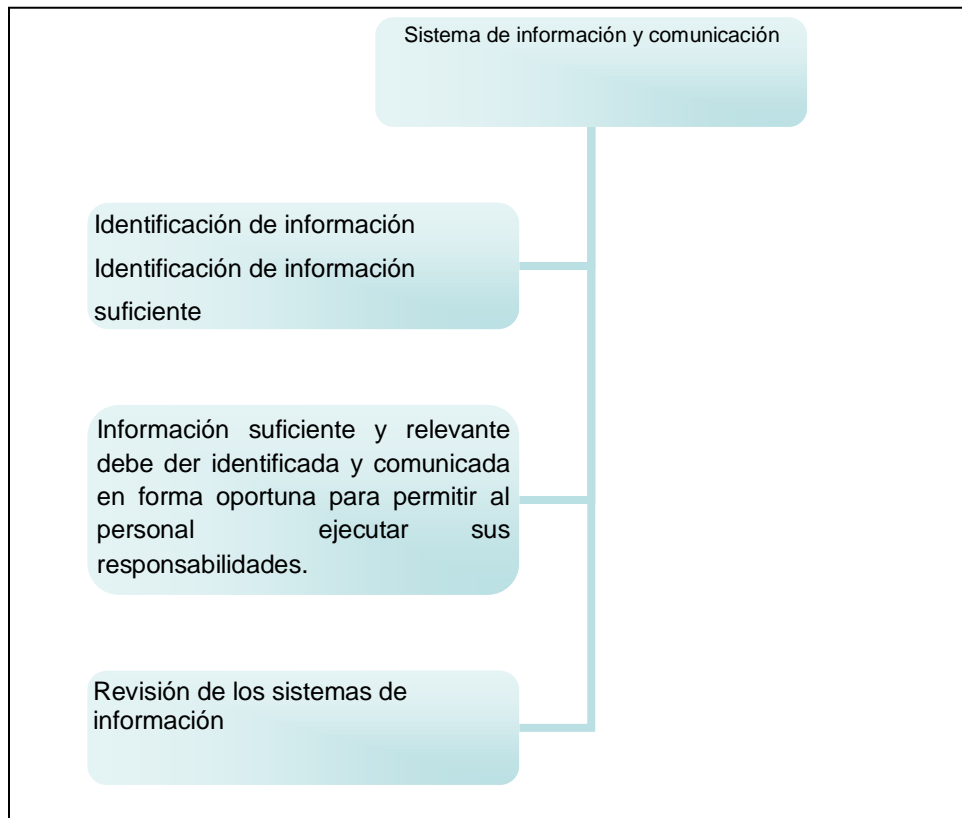 Sistema de información y comunicación
Identificación de información
Identificación de información
suficiente
Información suficiente y relevante
debe der identificada y comunicada
en forma oportuna para permitir al
personal ejecutar sus
responsabilidades.
Revisión de los sistemas de
información